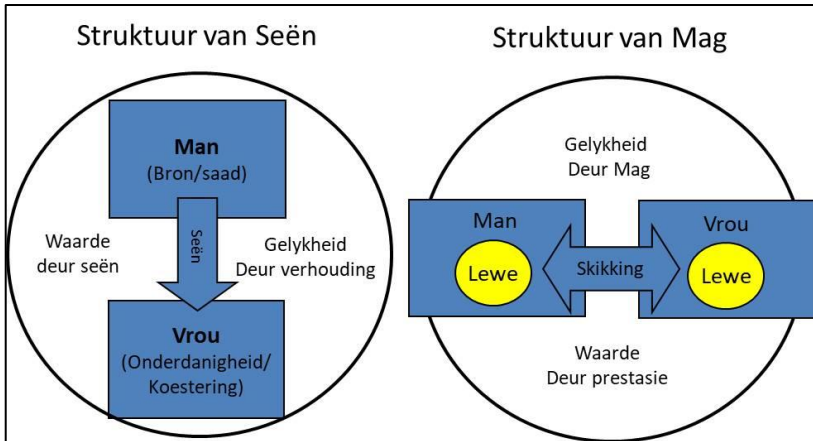 Struktuur van Seën
Man
(Bron/saad)
Waarde
deur seën
Seën
Gelykheid
Deur verhouding
Vrou
(Onderdanigheid/
Koestering)
Struktuur van Mag
Gelykheid
Deur Mag
Man
Lewe
Skikking
Vrou
Lewe
Waarde
Deur prestasie